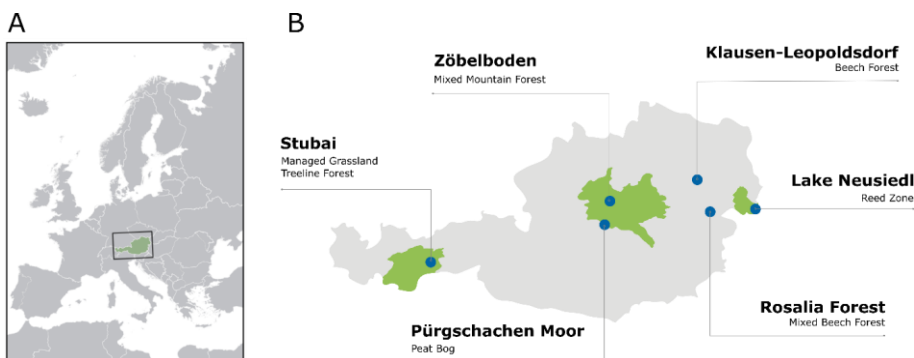 A
B
Zöbelboden
Mixed Mountain Forest
Klausen-Leopoldsdorf
Beech Forest
Stubai
Managed Grassland
Treeline Forest
Lake Neusiedl
Reed Zone
Rosalia Forest
Mixed Beech Forest
Pürgschachen Moor
Peat Bog